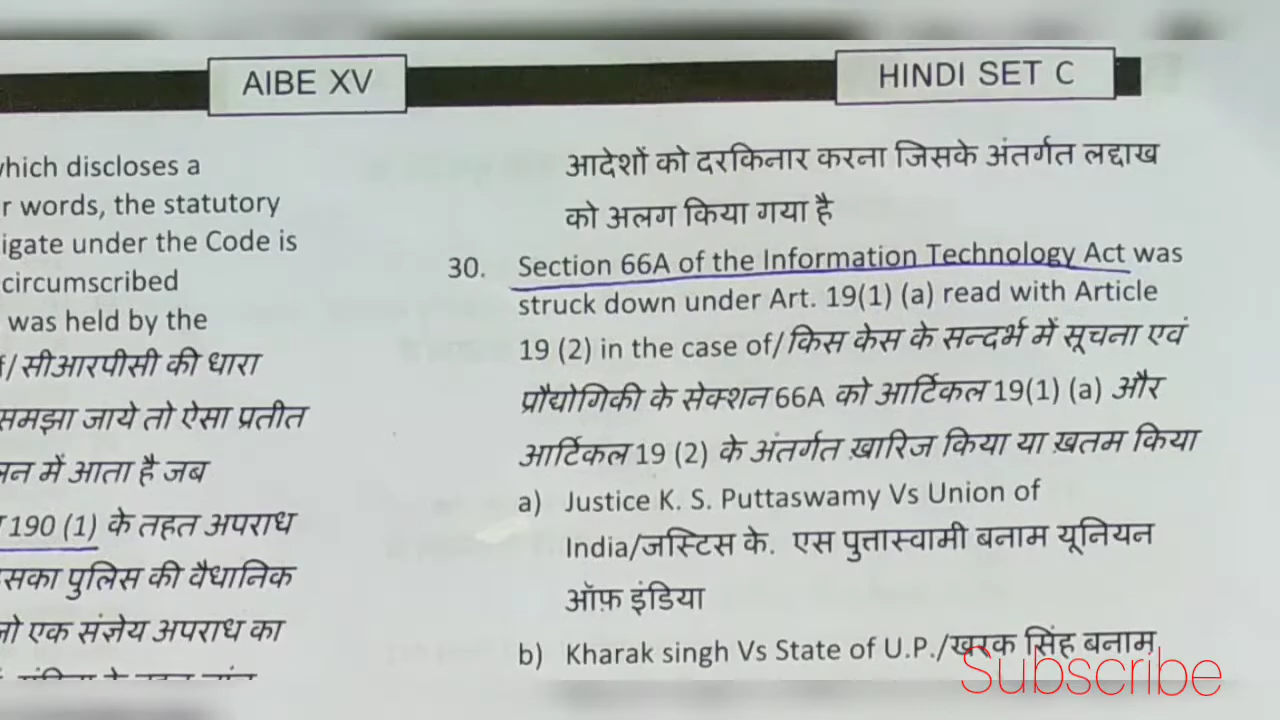 AIBE XV
HINDI SET C
which discloses a
r words, the statutory
igate under the Code is
circumscribed
was held by the
/ सीआरपीसी की धारा
समझा जाये तो ऐसा प्रतीत
में आता है जब
190 (1) के तहत अपराध
पुलिस की वैधानिक
एक संज्ञेय अपराध का
आदेशों को दरकिनार करना जिसके अंतर्गत लद्दाख
को अलग किया गया है
30. Section 66A of the Information Technology Act was
struck down under Art. 19(1) (a) read with Article
19 (2) in the case of/किस केस के सन्दर्भ में सूचना एवं
प्रौद्योगिकी के सेक्शन 66A को आर्टिकल 19(1) (a) और
आर्टिकल 19 (2) के अंतर्गत ख़ारिज किया या ख़तम किया
a) Justice K. S. Puttaswamy Vs Union of
India/जस्टिस के. एस पुत्तास्वामी बनाम यूनियन
ऑफ़ इंडिया
b) Kharak singh Vs State of U.P./खरक सिंह बनाम
Subscribe